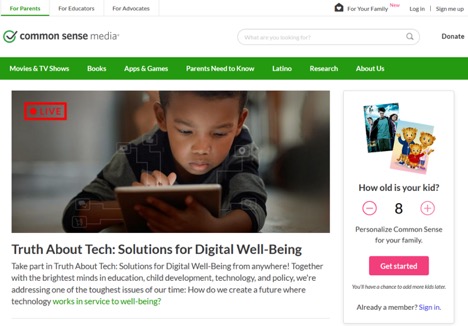 For Parents For Educators For Advocates For Your Family New Log in Sign me up
common sense media
What are you looking for?
Donate
Movies & TV Shows Books Apps & Games Parents Need to Know Latino Research About Us
LIVE
Truth About Tech: Solutions for Digital Well-Being
Take part in Truth About Tech: Solutions for Digital Well-Being from anywhere! Together
with the brightest minds in education, child development, technology, and policy, we're
addressing one of the toughest issues of our time: How do we create a future where
technology works in service to well-being?
How old is your kid?
8
Personalize Common Sense
for your family.
Get started
You'll have a chance to add more kids later.
Already a member? Sign in.